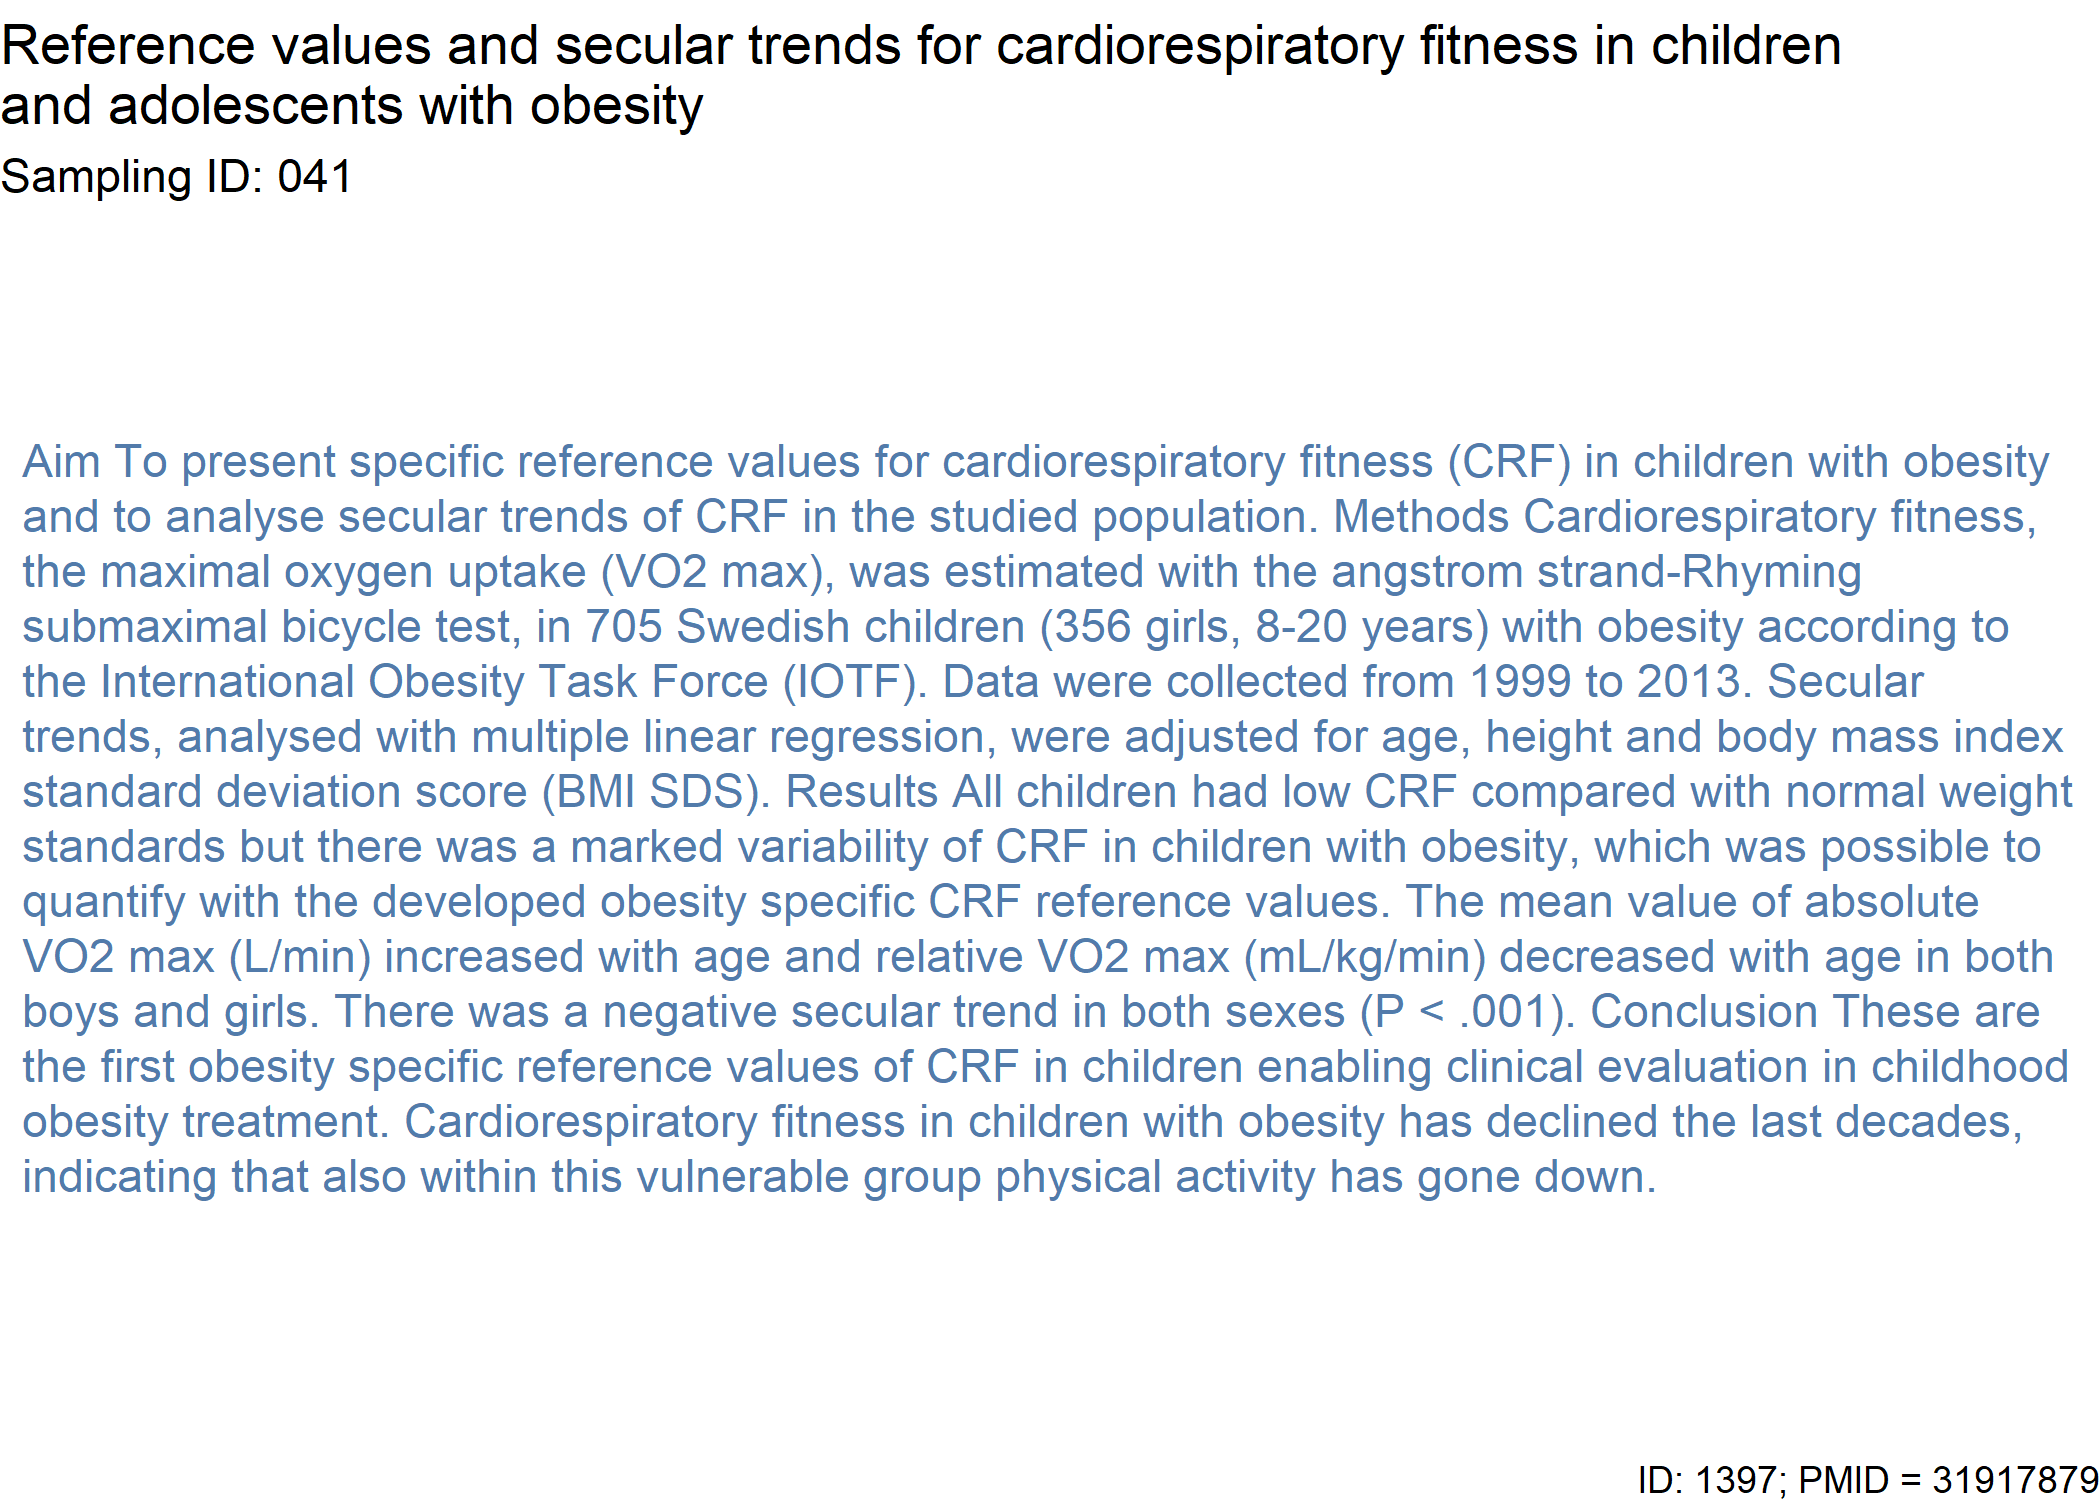 Reference values and secular trends for cardiorespiratory fitness in children
and adolescents with obesity
Sampling ID: 041
Aim To present specific reference values for cardiorespiratory fitness (CRF) in children with obesity
and to analyse secular trends of CRF in the studied population. Methods Cardiorespiratory fitness,
the maximal oxygen uptake (VO2 max), was estimated with the angstrom strand-Rhyming
submaximal bicycle test, in 705 Swedish children (356 girls, 8-20 years) with obesity according to
the International Obesity Task Force (IOTF). Data were collected from 1999 to 2013. Secular
trends, analysed with multiple linear regression, were adjusted for age, height and body mass index
standard deviation score (BMI SDS). Results All children had low CRF compared with normal weight
standards but there was a marked variability of CRF in children with obesity, which was possible to
quantify with the developed obesity specific CRF reference values. The mean value of absolute
VO2 max (L/min) increased with age and relative VO2 max (mL/kg/min) decreased with age in both
boys and girls. There was a negative secular trend in both sexes (P < .001). Conclusion These are
the first obesity specific reference values of CRF in children enabling clinical evaluation in childhood
obesity treatment. Cardiorespiratory fitness in children with obesity has declined the last decades,
indicating that also within this vulnerable group physical activity has gone down.
ID: 1397; PMID = 31917879